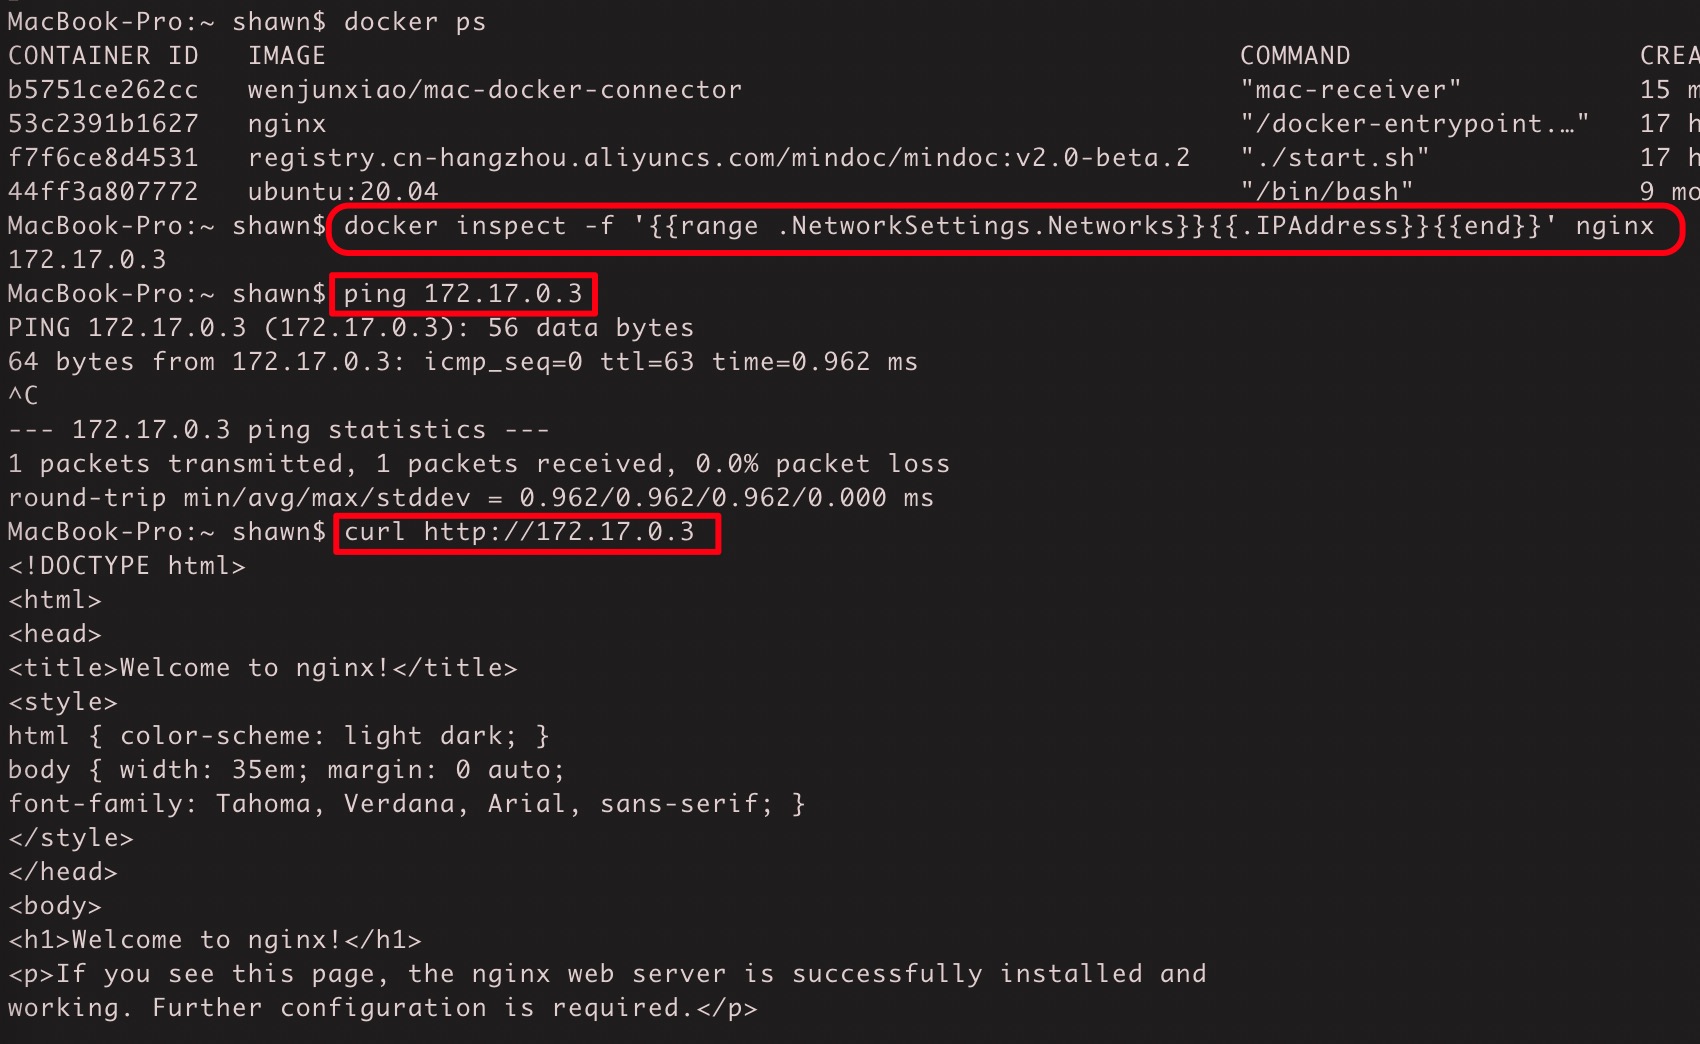 MacBook-Pro:~ shawn$ docker ps
CONTAINER ID   IMAGE                                                         COMMAND                  CREA
b5751ce262cc   wenjunxiao/mac-docker-connector                               "mac-receiver"           15 m
53c2391b1627   nginx                                                         "/docker-entrypoint.…"   17 h
f7f6ce8d4531   registry.cn-hangzhou.aliyuncs.com/mindoc/mindoc:v2.0-beta.2   "./start.sh"             17 h
44ff3a807772   ubuntu:20.04                                                  "/bin/bash"              9 mo
MacBook-Pro:~ shawn$ docker inspect -f '{{range .NetworkSettings.Networks}}{{.IPAddress}}{{end}}' nginx
172.17.0.3
MacBook-Pro:~ shawn$ ping 172.17.0.3
PING 172.17.0.3 (172.17.0.3): 56 data bytes
64 bytes from 172.17.0.3: icmp_seq=0 ttl=63 time=0.962 ms
^C
--- 172.17.0.3 ping statistics ---
1 packets transmitted, 1 packets received, 0.0% packet loss
round-trip min/avg/max/stddev = 0.962/0.962/0.962/0.000 ms
MacBook-Pro:~ shawn$ curl http://172.17.0.3
<!DOCTYPE html>
<html>
<head>
<title>Welcome to nginx!</title>
<style>
html { color-scheme: light dark; }
body { width: 35em; margin: 0 auto;
font-family: Tahoma, Verdana, Arial, sans-serif; }
</style>
</head>
<body>
<h1>Welcome to nginx!</h1>
<p>If you see this page, the nginx web server is successfully installed and
working. Further configuration is required.</p>